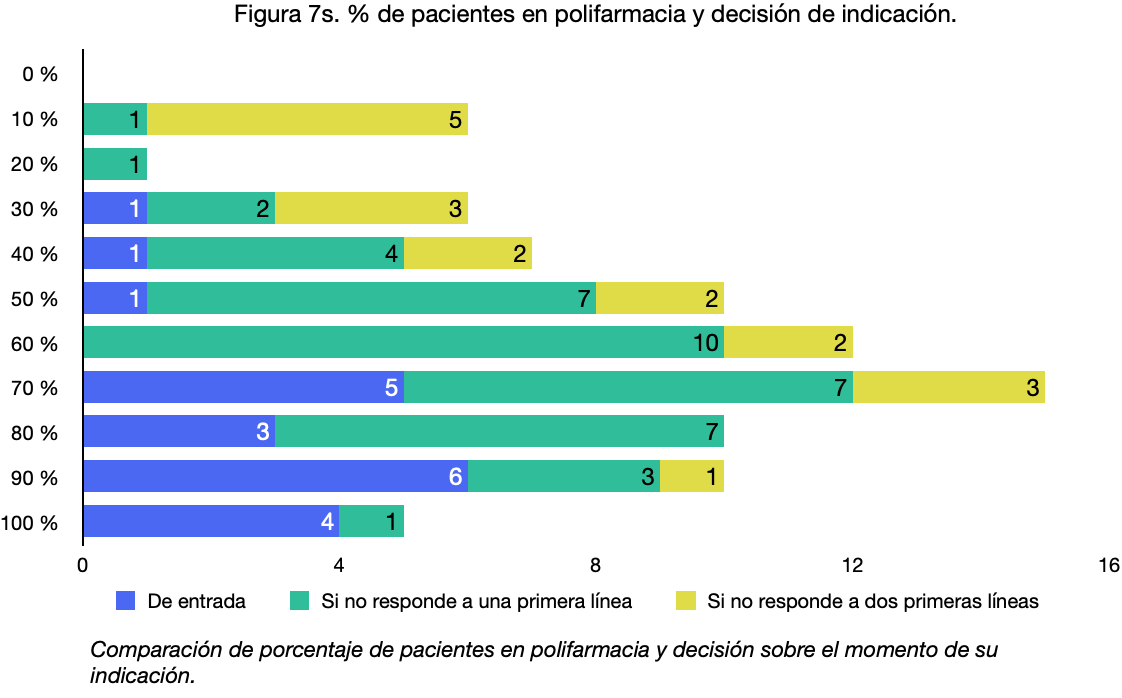 Figura 7s. % de pacientes en polifarmacia y decisión de indicación.
0 %
10 % 1 5
20 % 1
30 % 1 2 3
40 % 1 4 2
50 % 1 7 2
60 % 10 2
70 % 5 7 3
80 % 3 7
90 % 6 3 1
100 % 4 1
0 4 8 12 16
De entrada Si no responde a una primera línea Si no responde a dos primeras líneas
Comparación de porcentaje de pacientes en polifarmacia y decisión sobre el momento de su
indicación.